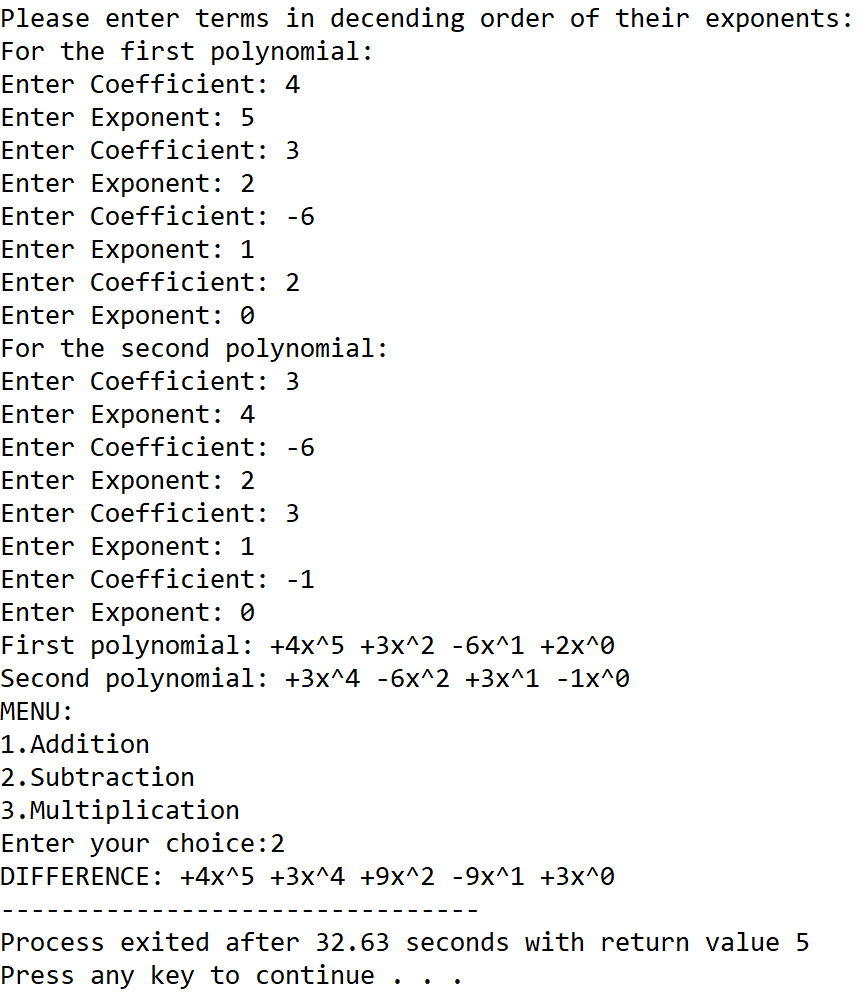 Please enter terms in decending order of their exponents:
For the first polynomial:
Enter Coefficient: 4
Enter Exponent: 5
Enter Coefficient: 3
Enter Exponent: 2
Enter Coefficient: -6
Enter Exponent: 1
Enter Coefficient: 2
Enter Exponent: 0
For the second polynomial:
Enter Coefficient: 3
Enter Exponent: 4
Enter Coefficient: -6
Enter Exponent: 2
Enter Coefficient: 3
Enter Exponent: 1
Enter Coefficient: -1
Enter Exponent: 0
First polynomial: +4x^5 +3x^2 -6x^1 +2x^0
Second polynomial: +3x^4 -6x^2 +3x^1 -1x^0
MENU:
1.Addition
2.Subtraction
3.Multiplication
Enter your choice:2
DIFFERENCE: +4x^5 +3x^4 +9x^2 -9x^1 +3x^0
--------------------------------
Process exited after 32.63 seconds with return value 5
Press any key to continue . . .